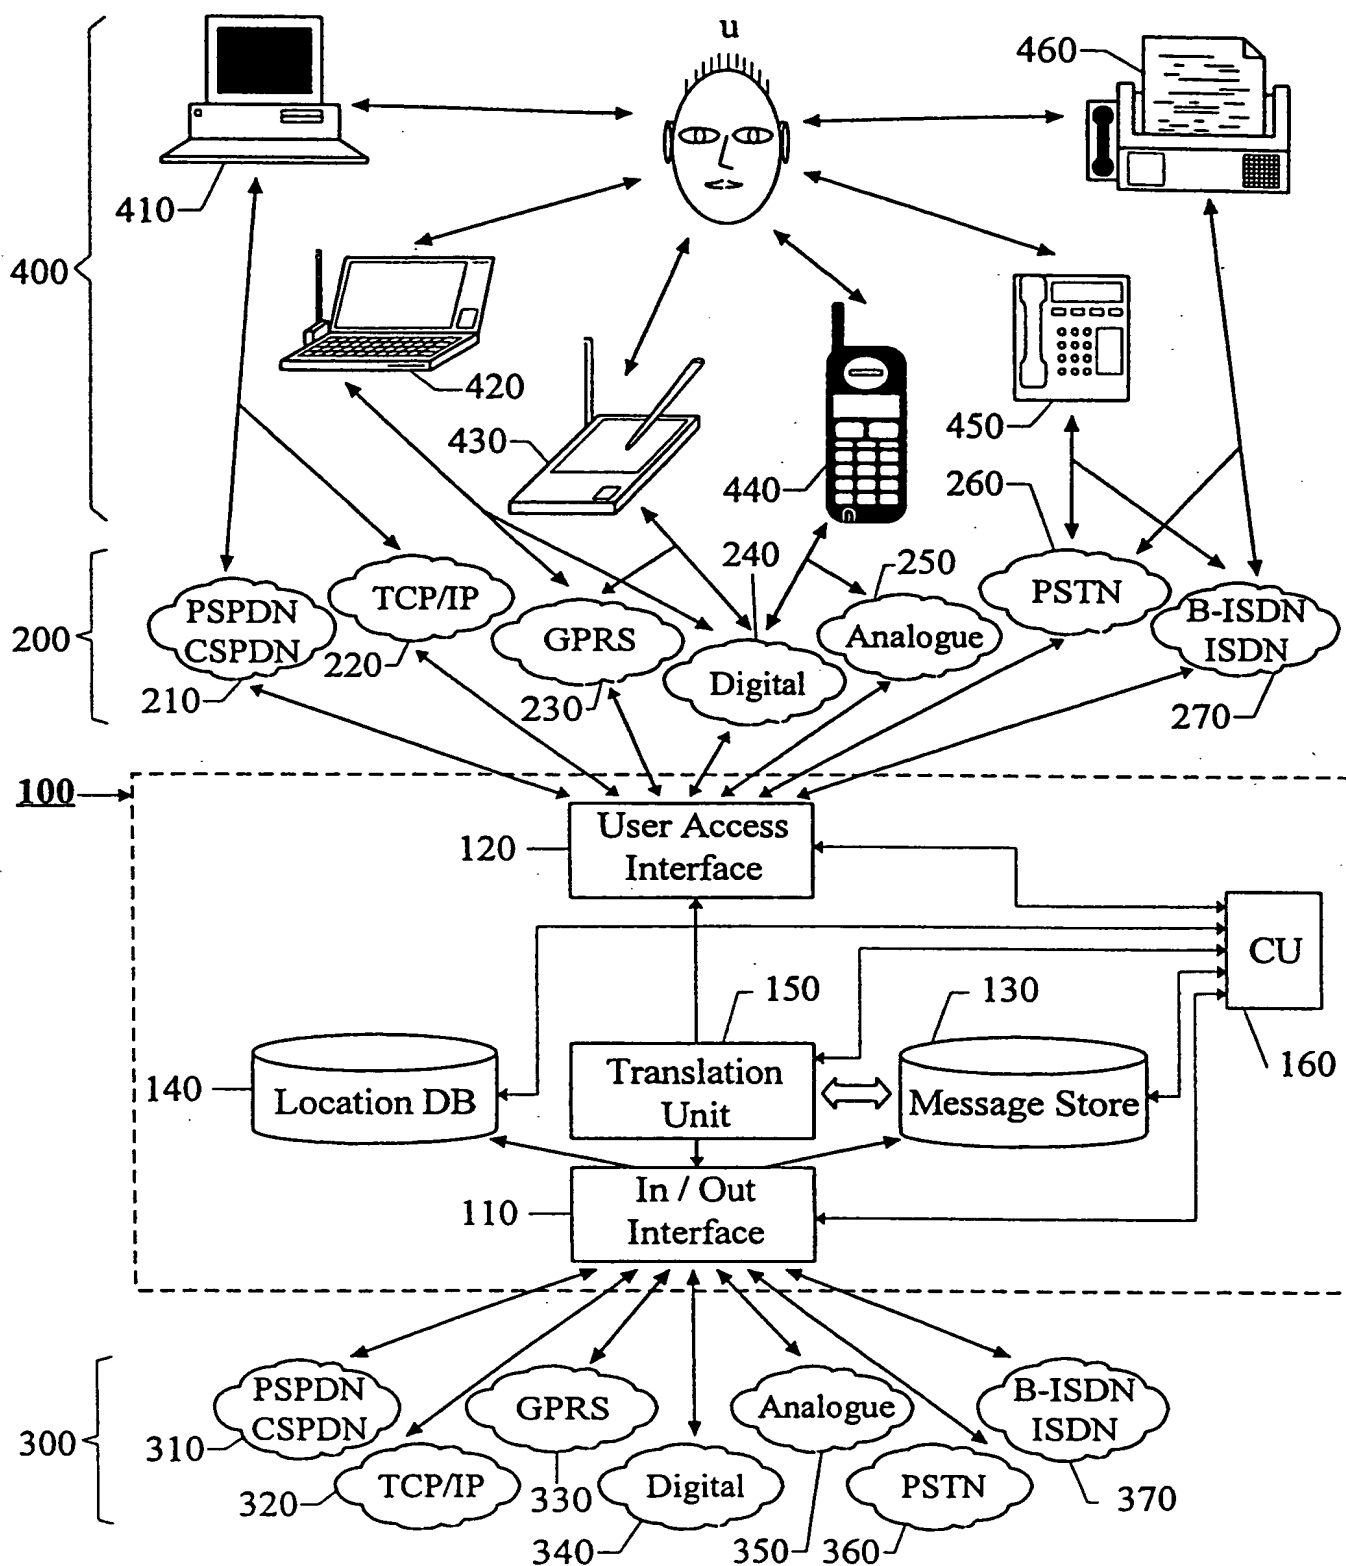 u
460
410
400
420
430
440
450
260
240
250
200
PSPDN
CSPDN
TCP/IP
GPRS
Digital
Analogue
PSTN
B-ISDN
ISDN
210
220
230
270
100
120
User Access
Interface
CU
160
150
130
140
Location DB
Translation
Unit
Message Store
110
In / Out
Interface
300
PSPDN
CSPDN
GPRS
Analogue
B-ISDN
ISDN
310
TCP/IP
Digital
PSTN
320
330
340
350
360
370